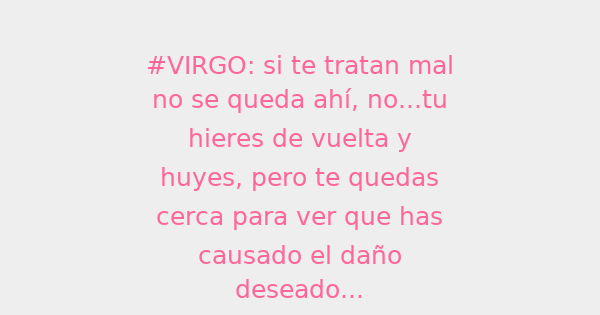 #VIRGO: si te tratan mal
no se queda ahí, no...tu
hieres de vuelta y
huyes, pero te quedas
cerca para ver que has
causado el daño
deseado...